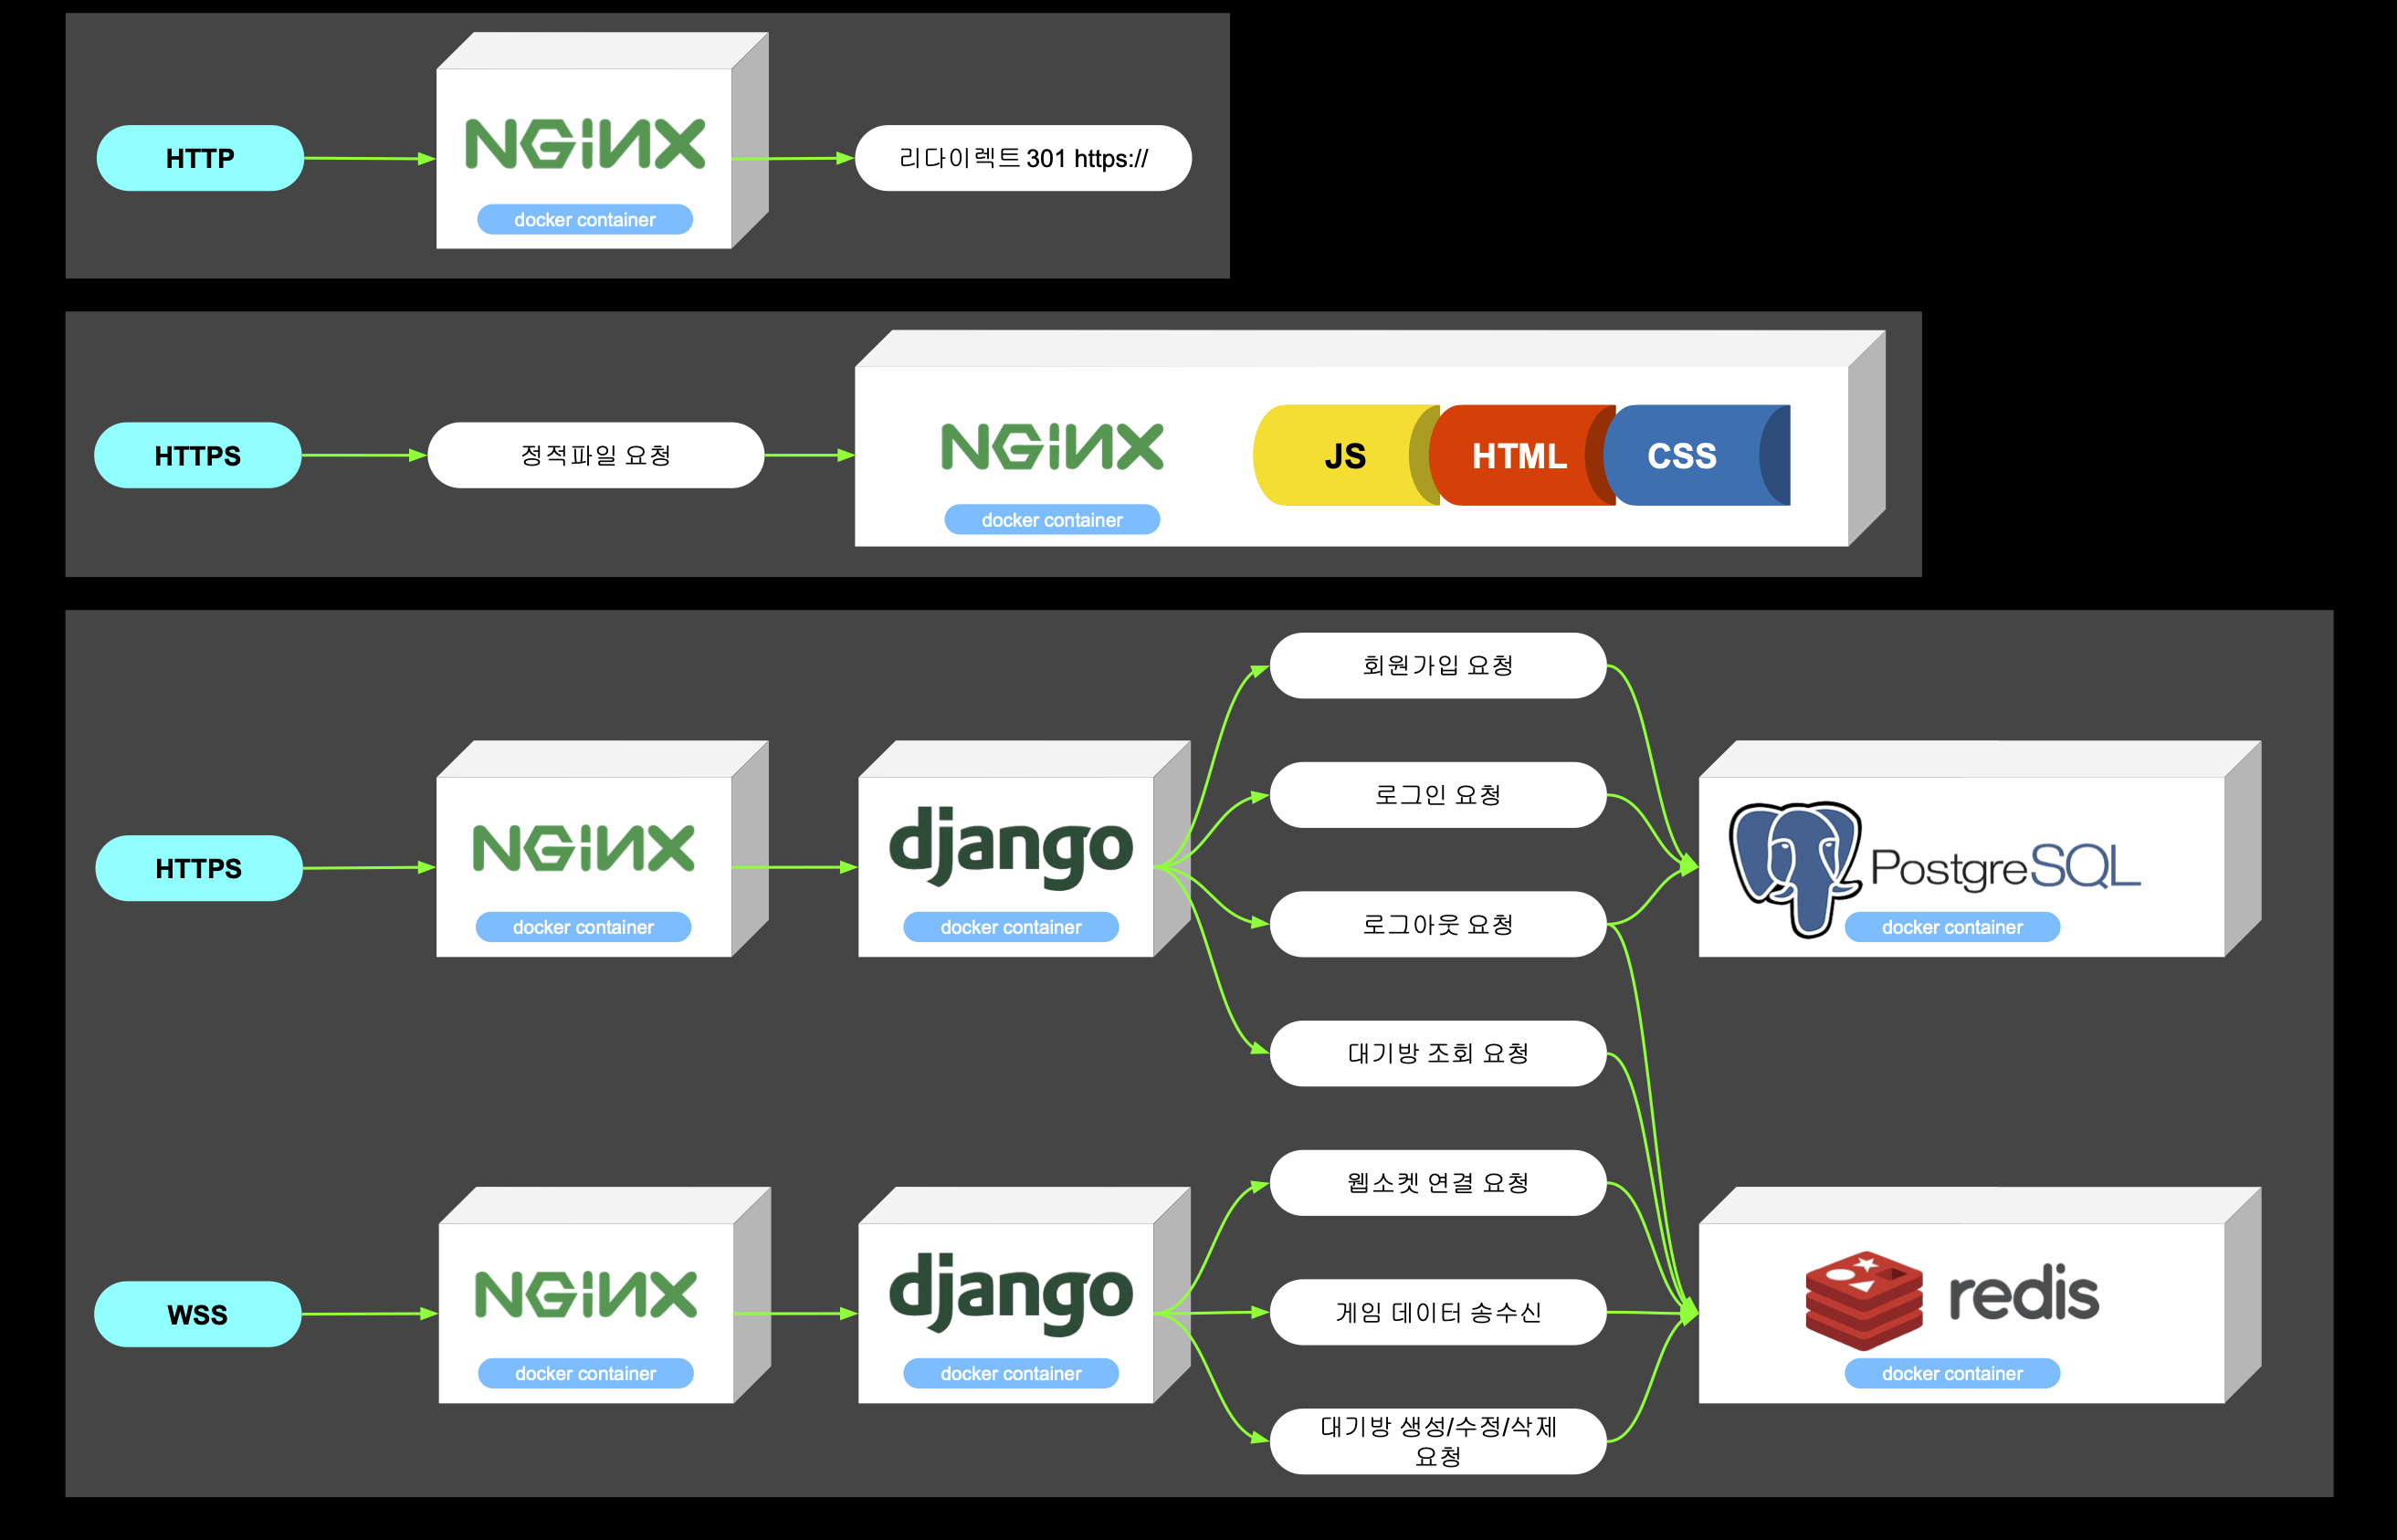 HTTP
NGINX
docker container
리다이렉트 301 https://
HTTPS
정적파일 요청
NGINX
docker container
JS
HTML
CSS
HTTPS
NGINX
docker container
django
docker container
회원가입 요청
로그인 요청
로그아웃 요청
대기방 조회 요청
PostgreSQL
docker container
WSS
NGINX
docker container
django
docker container
웹소켓 연결 요청
게임 데이터 송수신
대기방 생성/수정/삭제
요청
redis
docker container